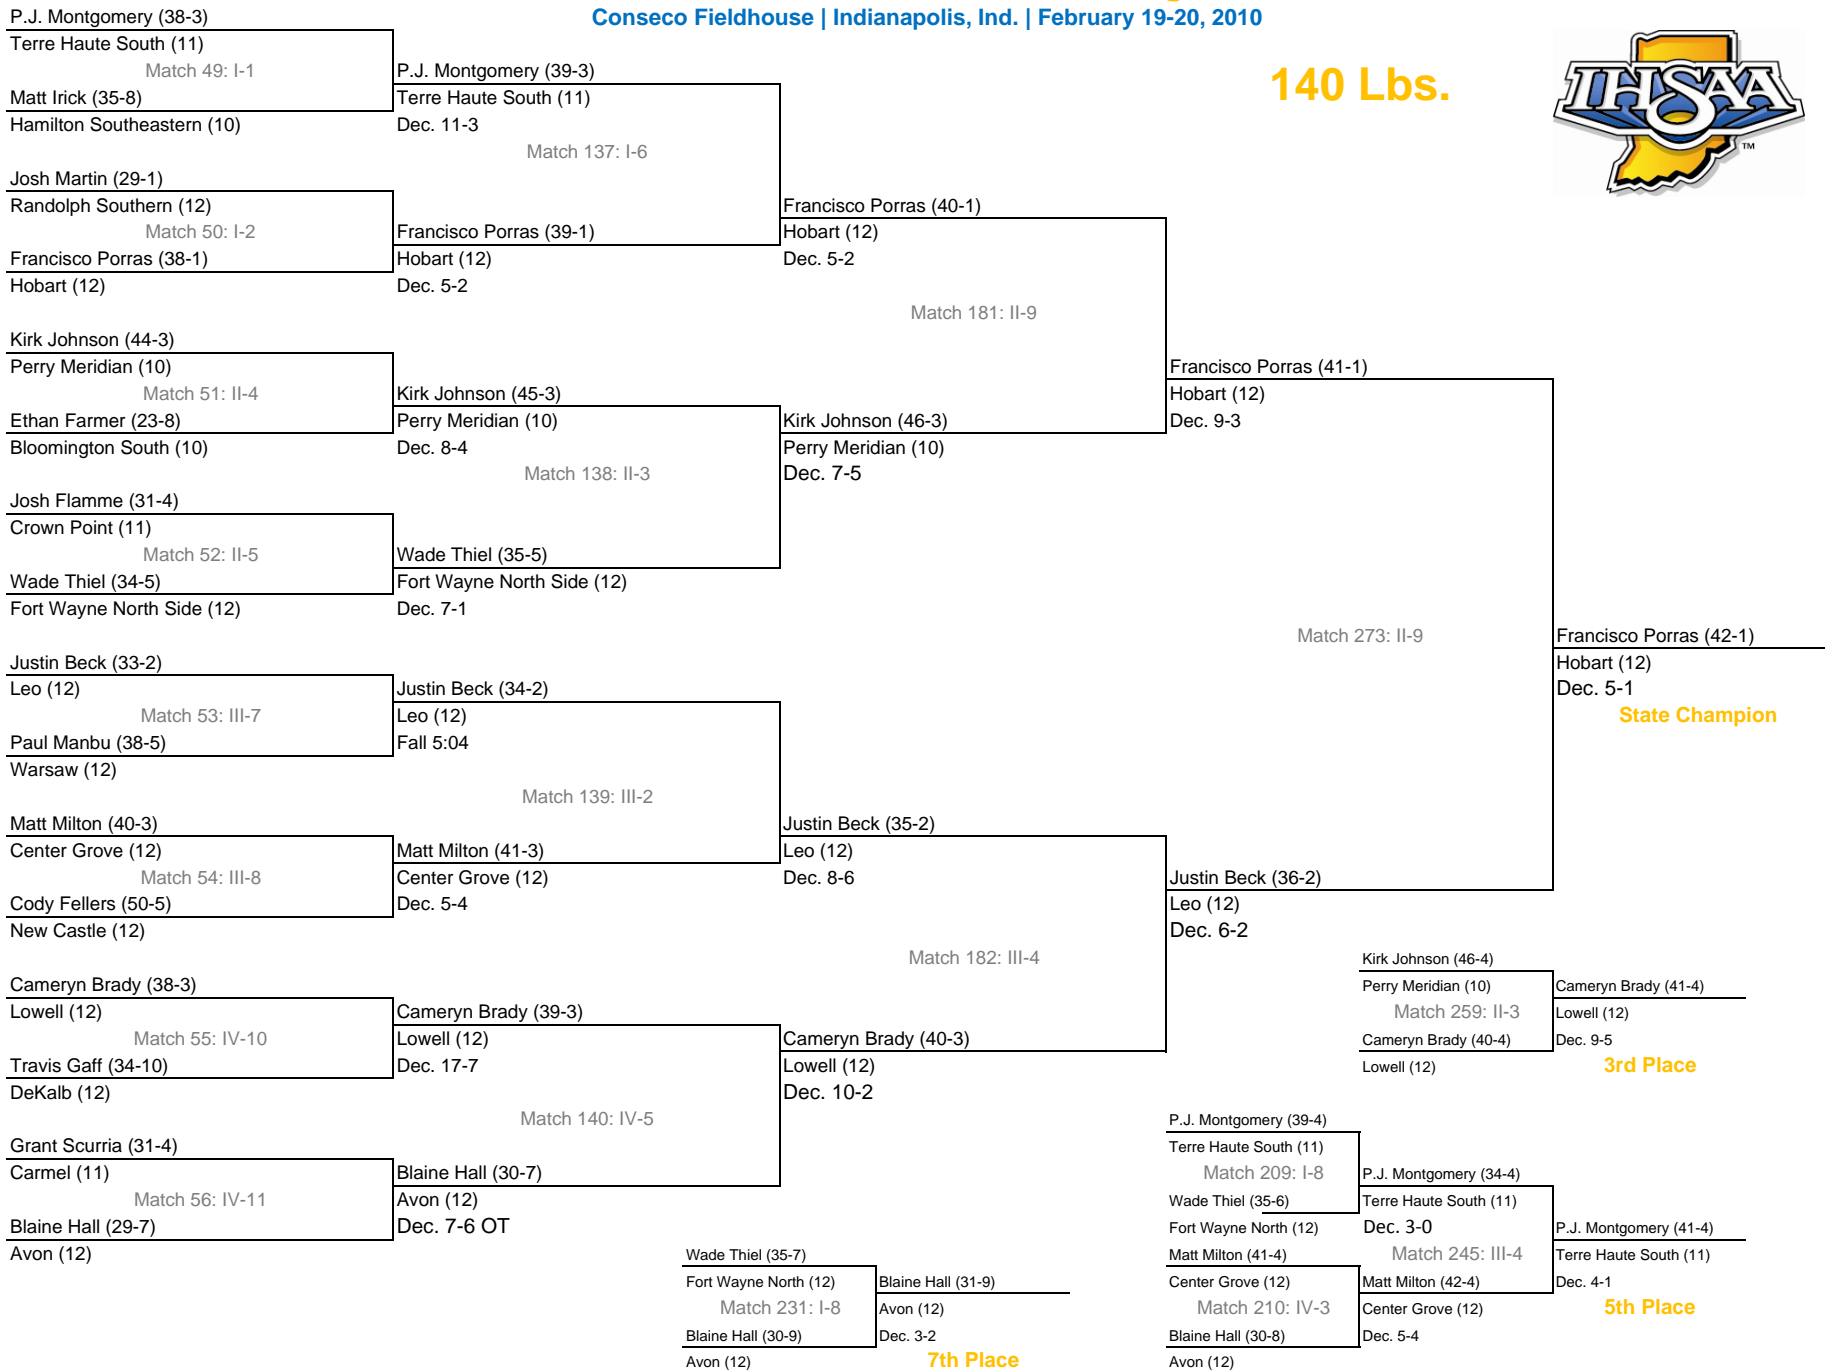 Conseco Fieldhouse | Indianapolis, Ind. | February 19-20, 2010
140 Lbs.
IHSAA
TM
P.J. Montgomery (38-3)
Terre Haute South (11)
Match 49: I-1
Matt Irick (35-8)
Hamilton Southeastern (10)
Josh Martin (29-1)
Randolph Southern (12)
Match 50: I-2
Francisco Porras (38-1)
Hobart (12)
Kirk Johnson (44-3)
Perry Meridian (10)
Match 51: II-4
Ethan Farmer (23-8)
Bloomington South (10)
Josh Flamme (31-4)
Crown Point (11)
Match 52: II-5
Wade Thiel (34-5)
Fort Wayne North Side (12)
Justin Beck (33-2)
Leo (12)
Match 53: III-7
Paul Manbu (38-5)
Warsaw (12)
Matt Milton (40-3)
Center Grove (12)
Match 54: III-8
Cody Fellers (50-5)
New Castle (12)
Cameryn Brady (38-3)
Lowell (12)
Match 55: IV-10
Travis Gaff (34-10)
DeKalb (12)
Grant Scurria (31-4)
Carmel (11)
Match 56: IV-11
Blaine Hall (29-7)
Avon (12)
P.J. Montgomery (39-3)
Terre Haute South (11)
Dec. 11-3
Match 137: I-6
Francisco Porras (39-1)
Hobart (12)
Dec. 5-2
Kirk Johnson (45-3)
Perry Meridian (10)
Dec. 8-4
Match 138: II-3
Wade Thiel (35-5)
Fort Wayne North Side (12)
Dec. 7-1
Justin Beck (34-2)
Leo (12)
Fall 5:04
Match 139: III-2
Matt Milton (41-3)
Center Grove (12)
Dec. 5-4
Cameryn Brady (39-3)
Lowell (12)
Dec. 17-7
Match 140: IV-5
Blaine Hall (30-7)
Avon (12)
Dec. 7-6 OT
Francisco Porras (40-1)
Hobart (12)
Dec. 5-2
Match 181: II-9
Kirk Johnson (46-3)
Perry Meridian (10)
Dec. 7-5
Justin Beck (35-2)
Leo (12)
Dec. 8-6
Match 182: III-4
Cameryn Brady (40-3)
Lowell (12)
Dec. 10-2
Francisco Porras (41-1)
Hobart (12)
Dec. 9-3
Match 273: II-9
Justin Beck (36-2)
Leo (12)
Dec. 6-2
Francisco Porras (42-1)
Hobart (12)
Dec. 5-1
State Champion
Kirk Johnson (46-4)
Perry Meridian (10)
Match 259: II-3
Cameryn Brady (40-4)
Lowell (12)
Cameryn Brady (41-4)
Lowell (12)
Dec. 9-5
3rd Place
P.J. Montgomery (39-4)
Terre Haute South (11)
Match 209: I-8
Wade Thiel (35-6)
Fort Wayne North (12)
Matt Milton (41-4)
Center Grove (12)
Match 210: IV-3
Blaine Hall (30-8)
Avon (12)
P.J. Montgomery (34-4)
Terre Haute South (11)
Dec. 3-0
Match 245: III-4
Matt Milton (42-4)
Center Grove (12)
Dec. 5-4
P.J. Montgomery (41-4)
Terre Haute South (11)
Dec. 4-1
5th Place
Wade Thiel (35-7)
Fort Wayne North (12)
Match 231: I-8
Blaine Hall (30-9)
Avon (12)
Blaine Hall (31-9)
Avon (12)
Dec. 3-2
7th Place